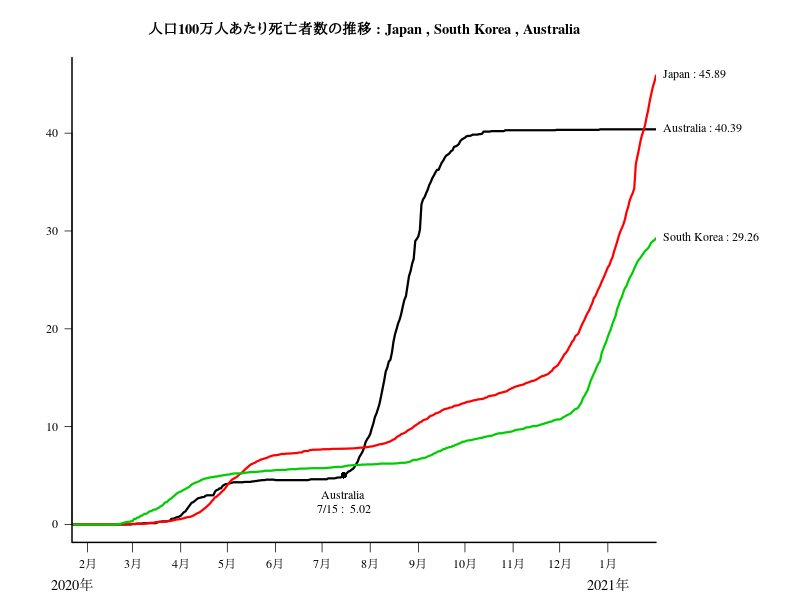 人口100万人あたり死亡者数の推移 : Japan , South Korea , Australia
Japan : 45.89
Australia : 40.39
South Korea : 29.26
40
30
20
10
0
Australia
7/15 : 5.02
2月 3月 4月 5月 6月 7月 8月 9月 10月 11月 12月 1月
2020年 2021年